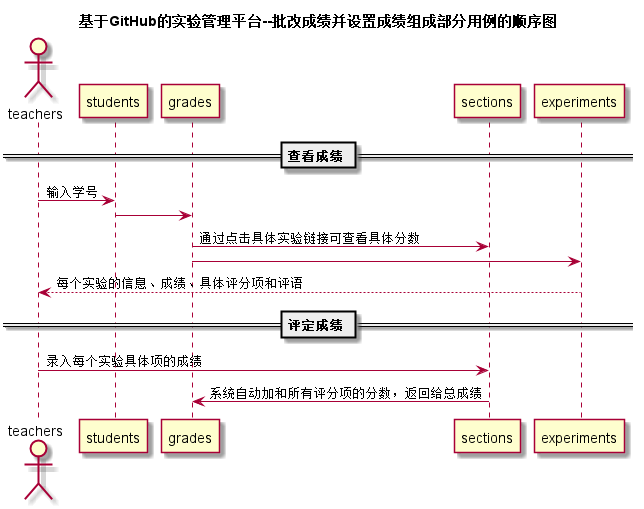 基于GitHub的实验管理平台--批改成绩并设置成绩组成部分用例的顺序图
teachers
students
grades
sections
experiments
查看成绩
输入学号
通过点击具体实验链接可查看具体分数
每个实验的信息、成绩、具体评分项和评语
评定成绩
录入每个实验具体项的成绩
系统自动加和所有评分项的分数，返回给总成绩
teachers
students
grades
sections
experiments